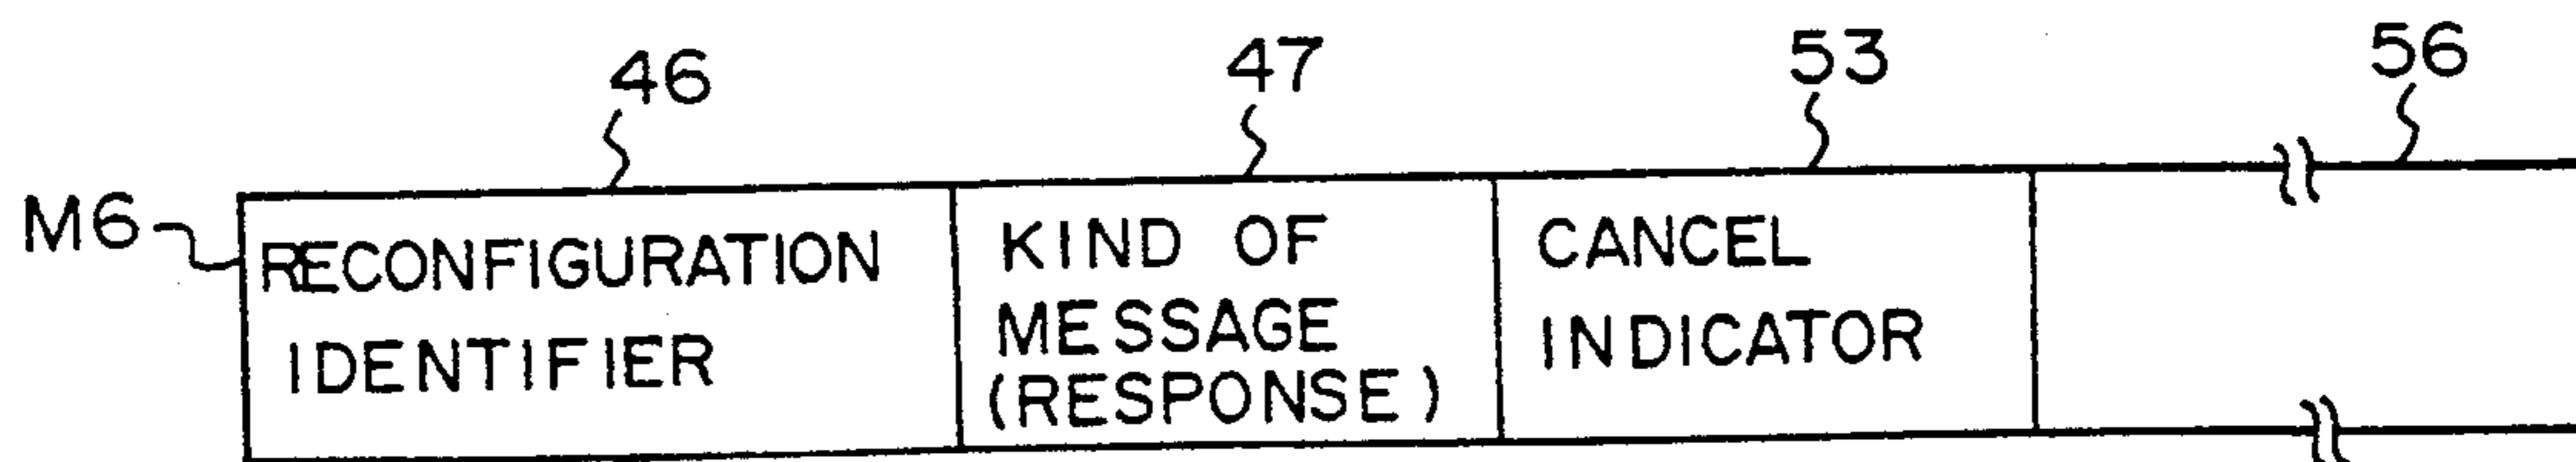 46 47 53 56
M6
RECONFIGURATION IDENTIFIER
KIND OF MESSAGE (RESPONSE)
CANCEL INDICATOR